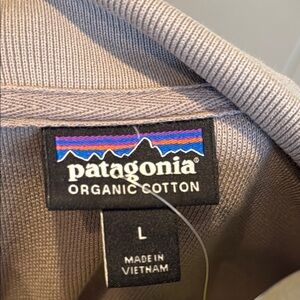 patagonia®
ORGANIC COTTON
L
MADE IN
VIETNAM